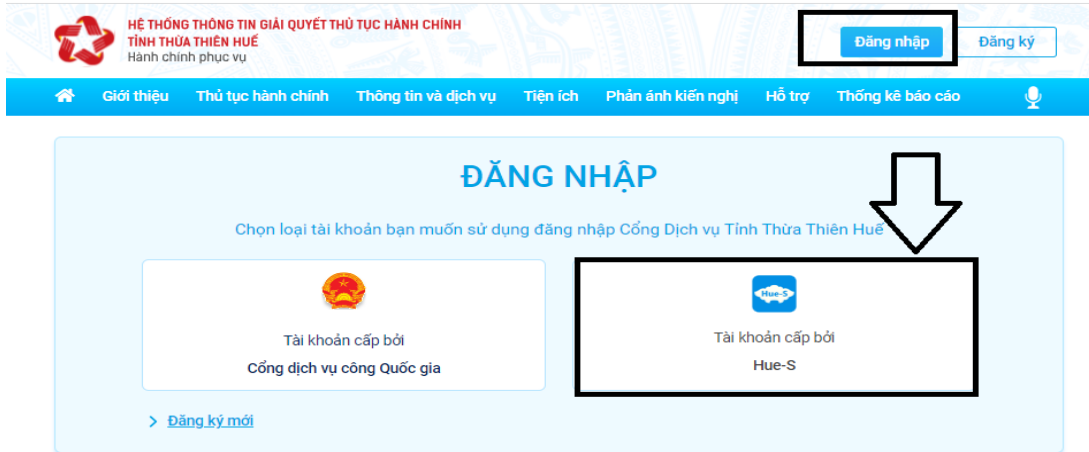 HỆ THỐNG THÔNG TIN GIẢI QUYẾT THỦ TỤC HÀNH CHÍNH
TỈNH THỪA THIÊN HUẾ
Hành chính phục vụ
Đăng nhập
Đăng ký
Giới thiệu
Thủ tục hành chính
Thông tin và dịch vụ
Tiện ích
Phản ánh kiến nghị
Hỗ trợ
Thống kê báo cáo
ĐĂNG NHẬP
Chọn loại tài khoản bạn muốn sử dụng đăng nhập Cổng Dịch vụ Tỉnh Thừa Thiên Huế
Tài khoản cấp bởi
Cổng dịch vụ công Quốc gia
Hue-S
Tài khoản cấp bởi
Hue-S
> Đăng ký mới